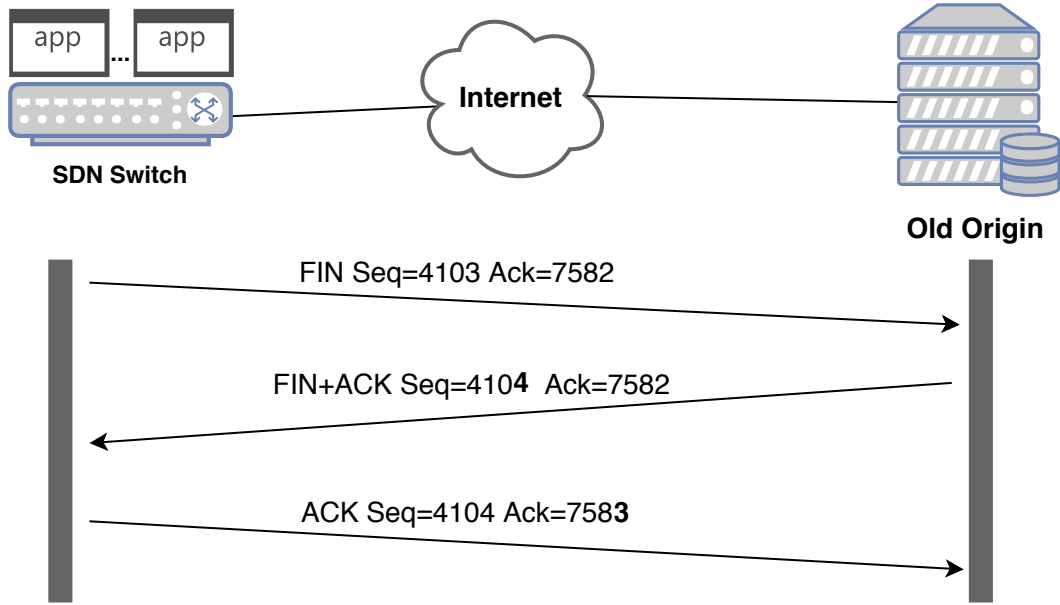 app ... app
Internet
SDN Switch
Old Origin
FIN Seq=4103 Ack=7582
FIN+ACK Seq=4104 Ack=7582
ACK Seq=4104 Ack=7583